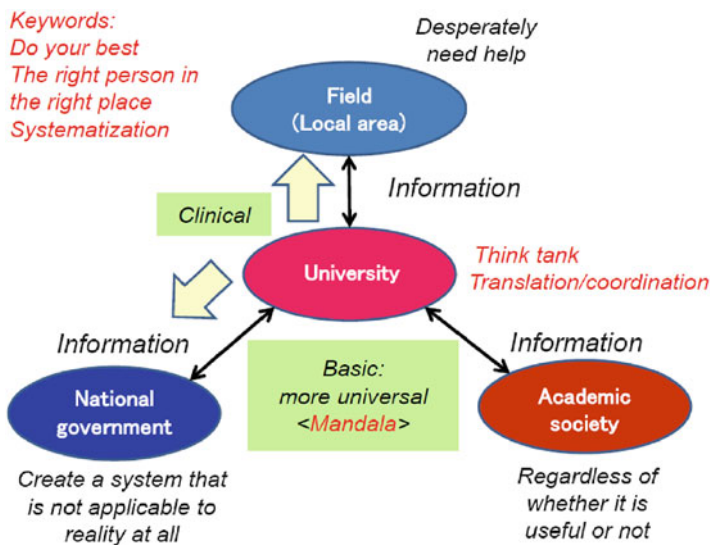 Keywords:
Do your best
The right person in
the right place
Systematization
Desperately
need help
Field
(Local area)
Clinical
Information
University
Think tank
Translation/coordination
Information
Information
Basic:
more universal
<Mandala>
National
government
Academic
society
Create a system that
is not applicable to
reality at all
Regardless of
whether it is
useful or not